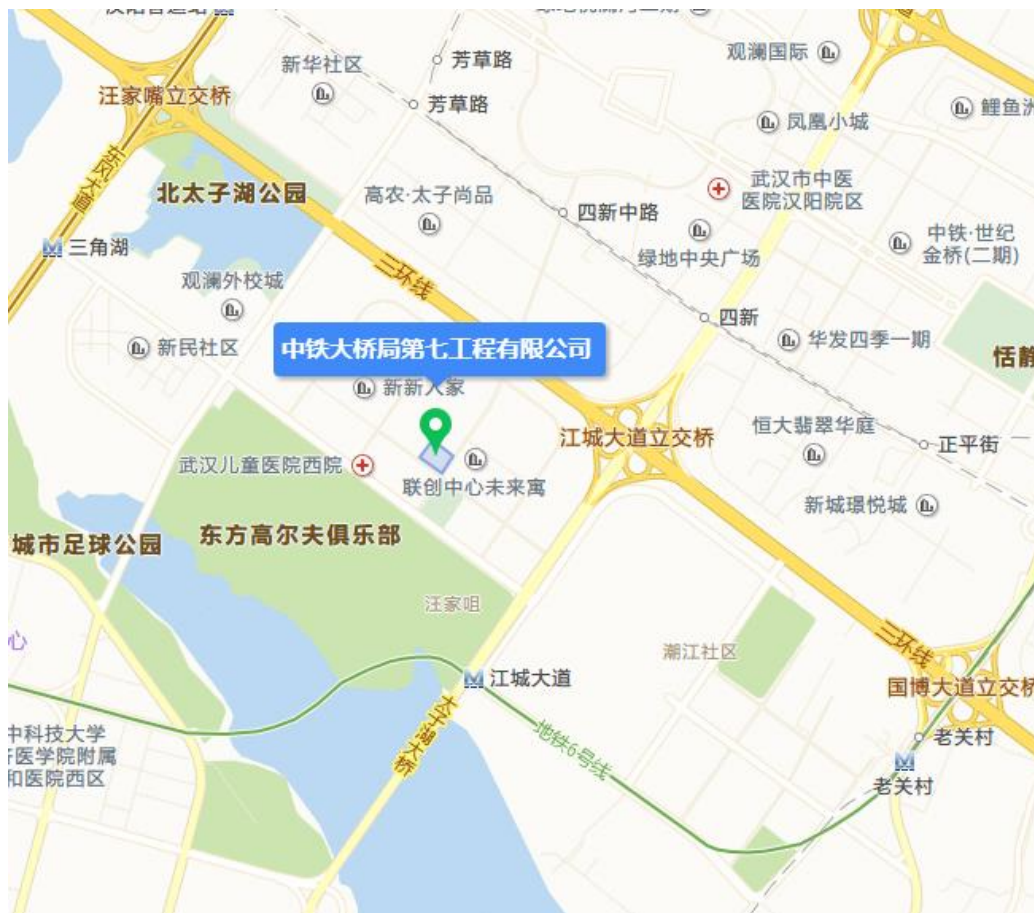 新华社区
芳草路
芳草路
观澜国际
鲤鱼洲
凤凰小城
汪家嘴立交桥
东风大道
北太子湖公园
高农·太子尚品
四新中路
武汉市中医
医院汉阳院区
绿地中央广场
中铁·世纪
金桥(二期)
三角湖
观澜外校城
三环线
四新
新民社区
华发四季一期
恬静
中铁大桥局第七工程有限公司
新新人家
江城大道立交桥
恒大翡翠华庭
正平街
武汉儿童医院西院
联创中心未来寓
新城璟悦城
城市足球公园
东方高尔夫俱乐部
汪家咀
心
潮江社区
三环线
江城大道
国博大道立交桥
太子湖大桥
地铁6号线
老关村
老关村
中科技大学
医学院附属
和医院西区